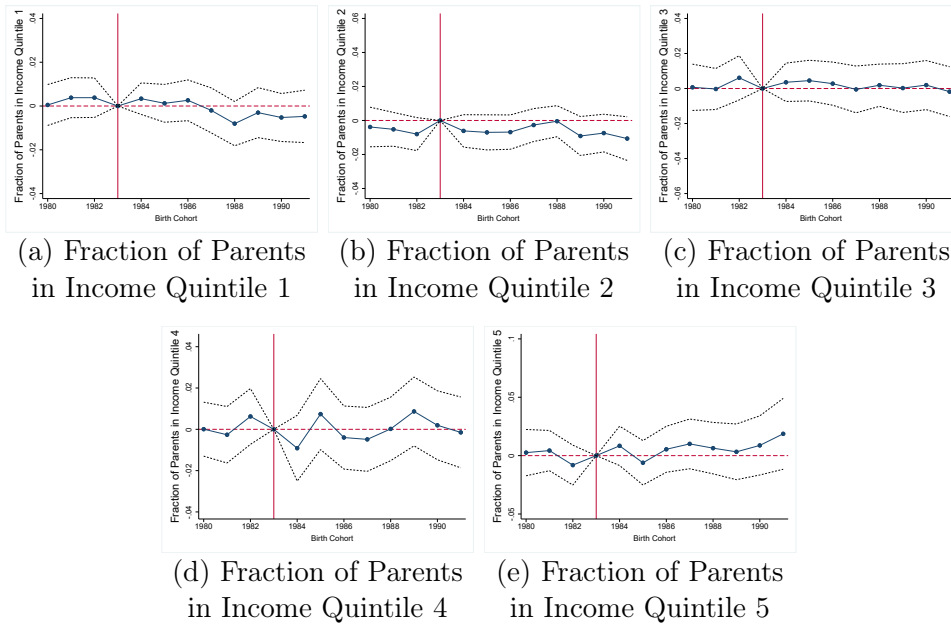 Fraction of Parents in Income Quintile 1
.04
.02
0
-.02
-.04
1980
1982
1984
1986
1988
1990
Birth Cohort
Fraction of Parents in Income Quintile 2
.06
.04
.02
0
-.02
-.04
1980
1982
1984
1986
1988
1990
Birth Cohort
Fraction of Parents in Income Quintile 3
.04
.02
0
-.02
-.04
-.06
1980
1982
1984
1986
1988
1990
Birth Cohort
(a) Fraction of Parents
in Income Quintile 1
(b) Fraction of Parents
in Income Quintile 2
(c) Fraction of Parents
in Income Quintile 3
Fraction of Parents in Income Quintile 4
.04
.02
0
-.02
-.04
1980
1982
1984
1986
1988
1990
Birth Cohort
Fraction of Parents in Income Quintile 5
.1
.05
0
-.05
1980
1982
1984
1986
1988
1990
Birth Cohort
(d) Fraction of Parents
in Income Quintile 4
(e) Fraction of Parents
in Income Quintile 5